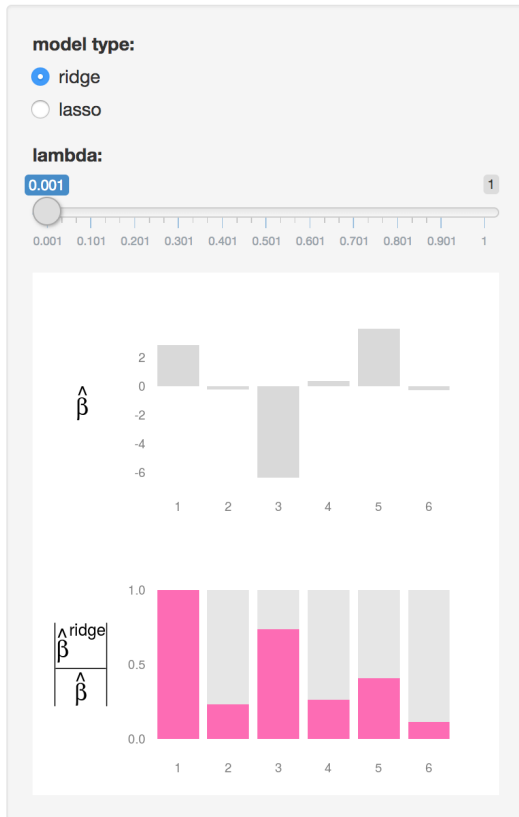 model type:
ridge
lasso
lambda:
0.001 1
0.001 0.101 0.201 0.301 0.401 0.501 0.601 0.701 0.801 0.901 1
2
0
-2
-4
-6
β̂
1 2 3 4 5 6
1.0
0.5
0.0
|β̂ridge
β̂|
1 2 3 4 5 6